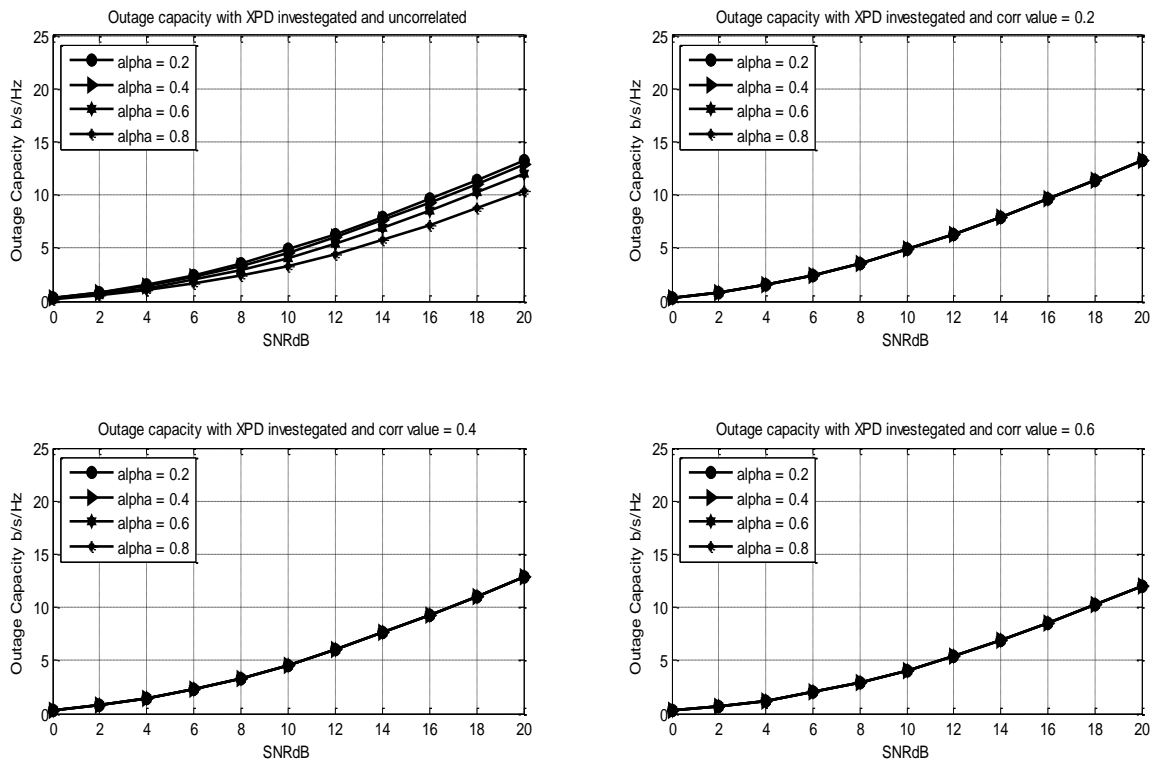 Outage capacity with XPD investegated and uncorrelated
25
20
15
10
5
0
Outage Capacity b/s/Hz
alpha = 0.2
alpha = 0.4
alpha = 0.6
alpha = 0.8
0 2 4 6 8 10 12 14 16 18 20
SNRdB
Outage capacity with XPD investegated and corr value = 0.2
25
20
15
10
5
0
Outage Capacity b/s/Hz
alpha = 0.2
alpha = 0.4
alpha = 0.6
alpha = 0.8
0 2 4 6 8 10 12 14 16 18 20
SNRdB
Outage capacity with XPD investegated and corr value = 0.4
25
20
15
10
5
0
Outage Capacity b/s/Hz
alpha = 0.2
alpha = 0.4
alpha = 0.6
alpha = 0.8
0 2 4 6 8 10 12 14 16 18 20
SNRdB
Outage capacity with XPD investegated and corr value = 0.6
25
20
15
10
5
0
Outage Capacity b/s/Hz
alpha = 0.2
alpha = 0.4
alpha = 0.6
alpha = 0.8
0 2 4 6 8 10 12 14 16 18 20
SNRdB